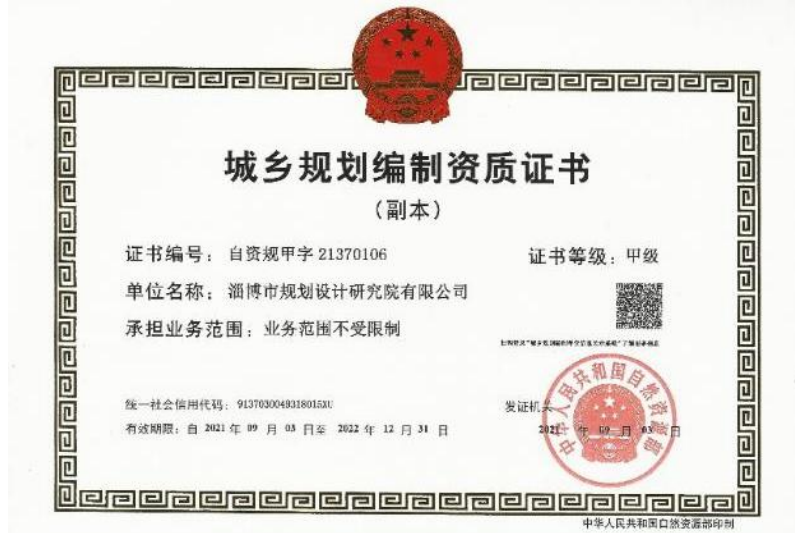 城乡规划编制资质证书
（副本）
证书编号：自资规甲字 21370106
证书等级：甲级
单位名称：淄博市规划设计研究院有限公司
承担业务范围：业务范围不受限制
统一社会信用代码：
有效期限：自 2021 年 09 月 03 日至 2022 年 12 月 31 日
发证机关
中华人民共和国自然资源部
2021 年 09 月 03 日
中华人民共和国自然资源部印制